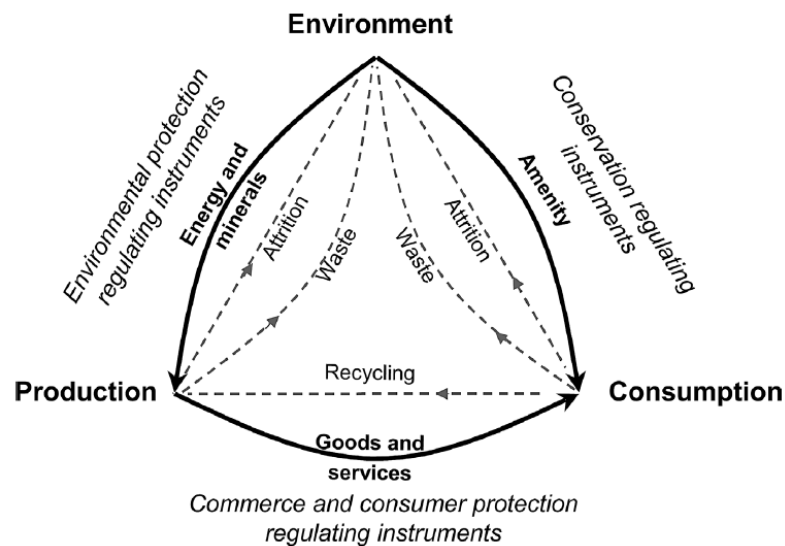 Environment
Environmental protection
regulating instruments
Energy and
minerals
Attrition
Waste
Waste
Attrition
Amenity
Conservation regulating
instruments
Production
Recycling
Consumption
Goods and
services
Commerce and consumer protection
regulating instruments